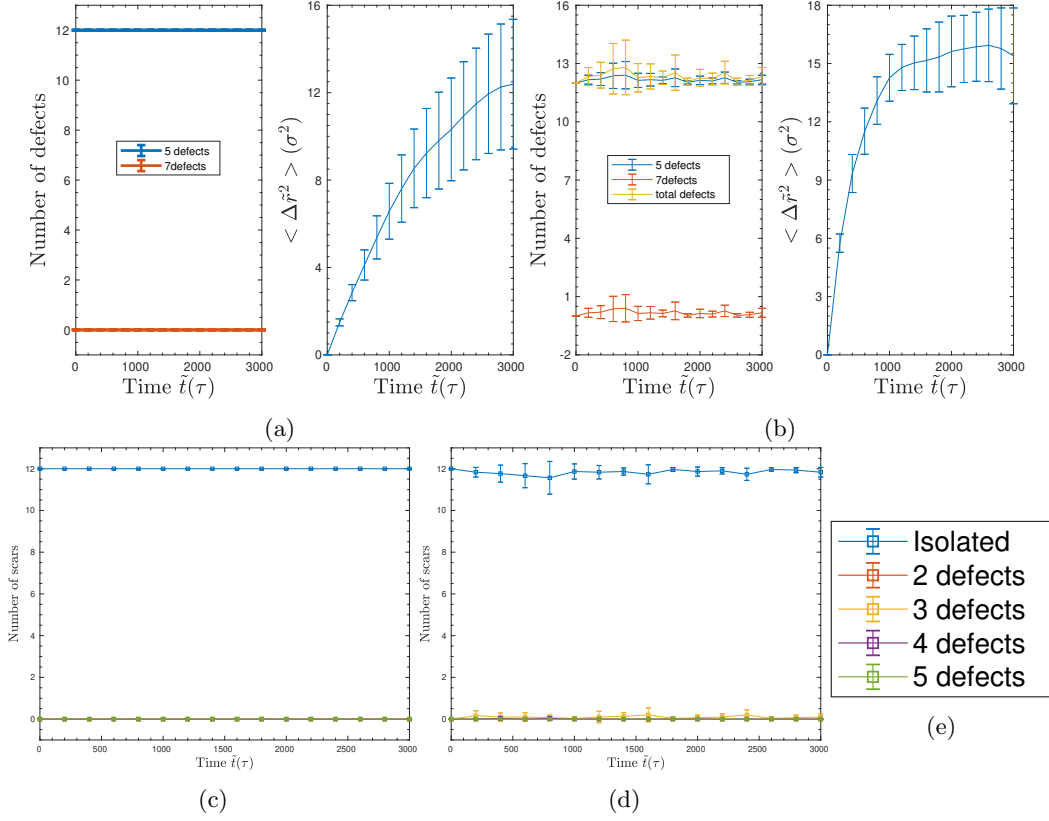 Number of defects
12
10
8
6
4
2
0
5 defects
7defects
0 1000 2000 3000
Time t̃(τ)
< Δr̃² > (σ²)
16
12
8
4
0
0 1000 2000 3000
Time t̃(τ)
(a)
Number of defects
16
13
10
7
4
1
-2
5 defects
7defects
total defects
0 1000 2000 3000
Time t̃(τ)
< Δr̃² > (σ²)
18
15
12
9
6
3
0
0 1000 2000 3000
Time t̃(τ)
(b)
Number of scars
12
10
8
6
4
2
0
0 500 1000 1500 2000 2500 3000
Time t̃(τ)
(c)
Number of scars
12
10
8
6
4
2
0
0 500 1000 1500 2000 2500 3000
Time t̃(τ)
(d)
Isolated
2 defects
3 defects
4 defects
5 defects
(e)